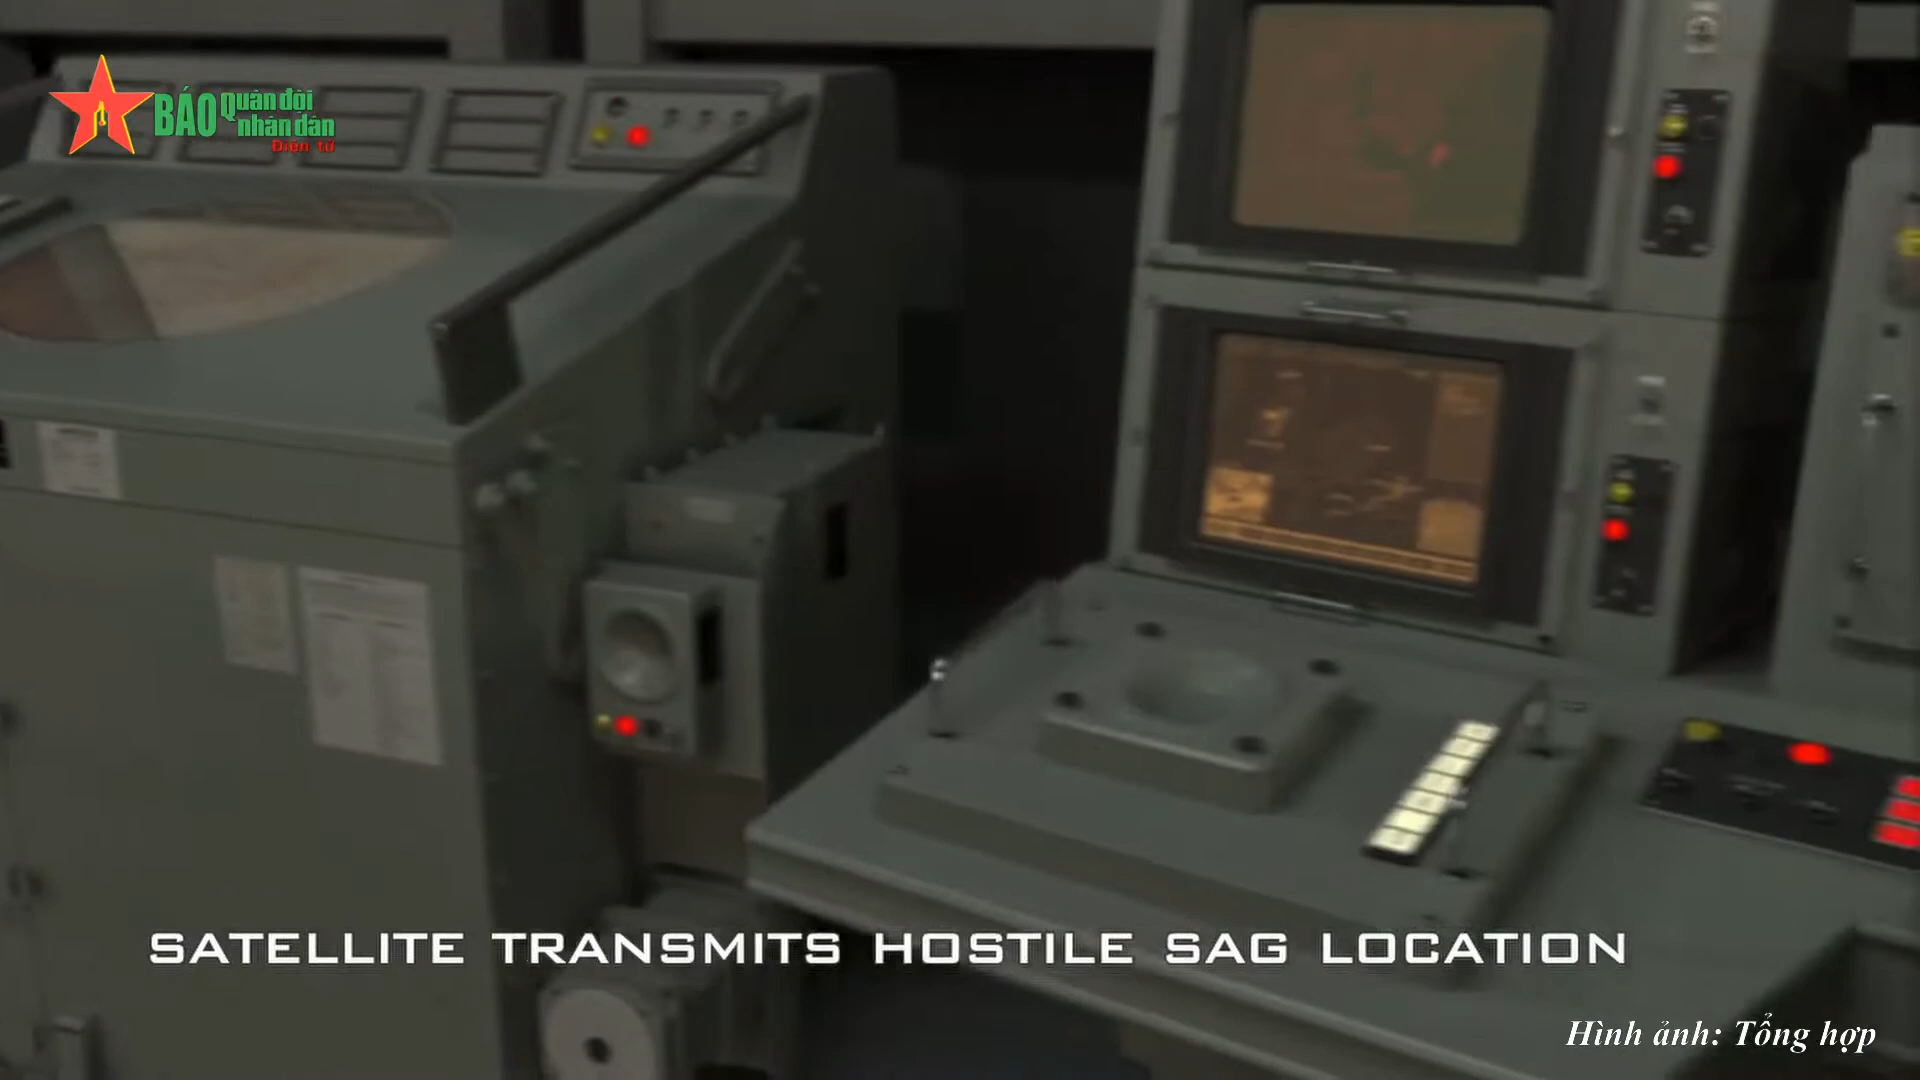 BÁO Quân đội
nhân dân
Điện tử
SATELLITE TRANSMITS HOSTILE SAG LOCATION
Hình ảnh: Tổng hợp